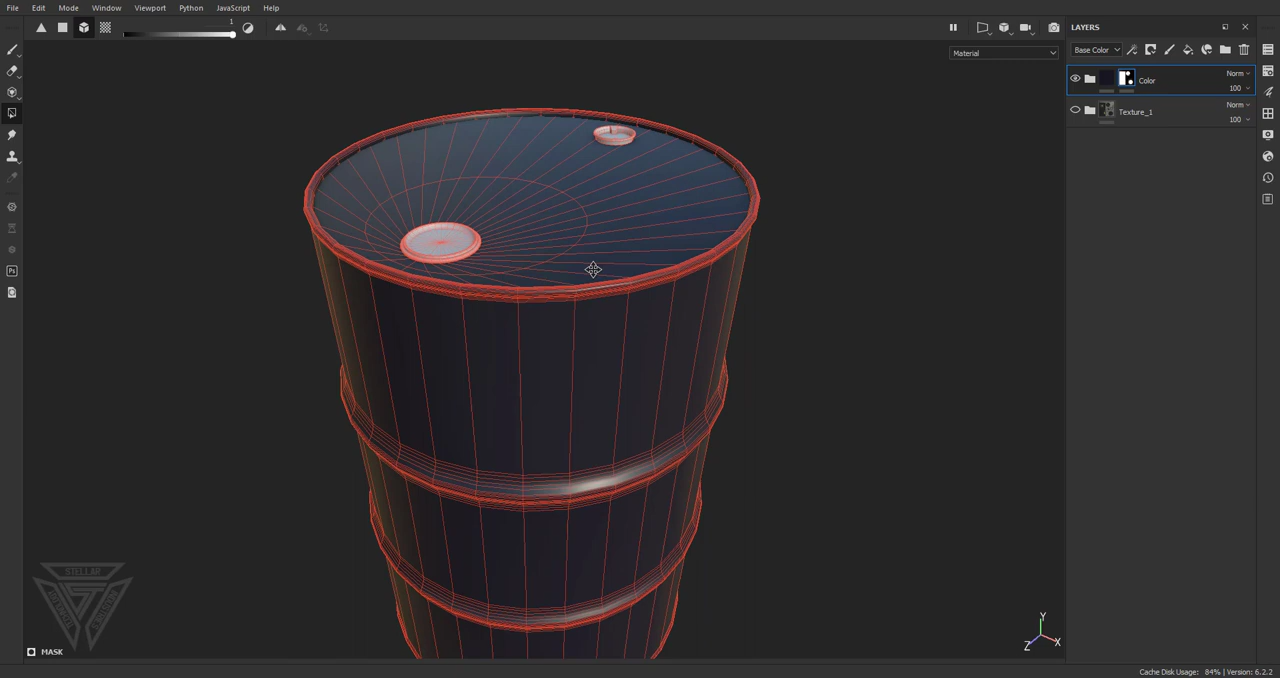 File Edit Mode Window Viewport Python JavaScript Help
1
Material
LAYERS
Base Color
Norm
Color
100
Norm
Texture_1
100
STELLAR
MASK
Y
X
Z
Cache Disk Usage: 84% | Version: 6.2.2